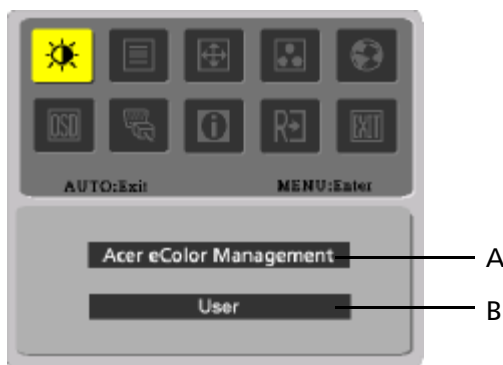 OSD
i
R
EXIT
AUTO:Exit MENU:Enter
Acer eColor Management A
User B